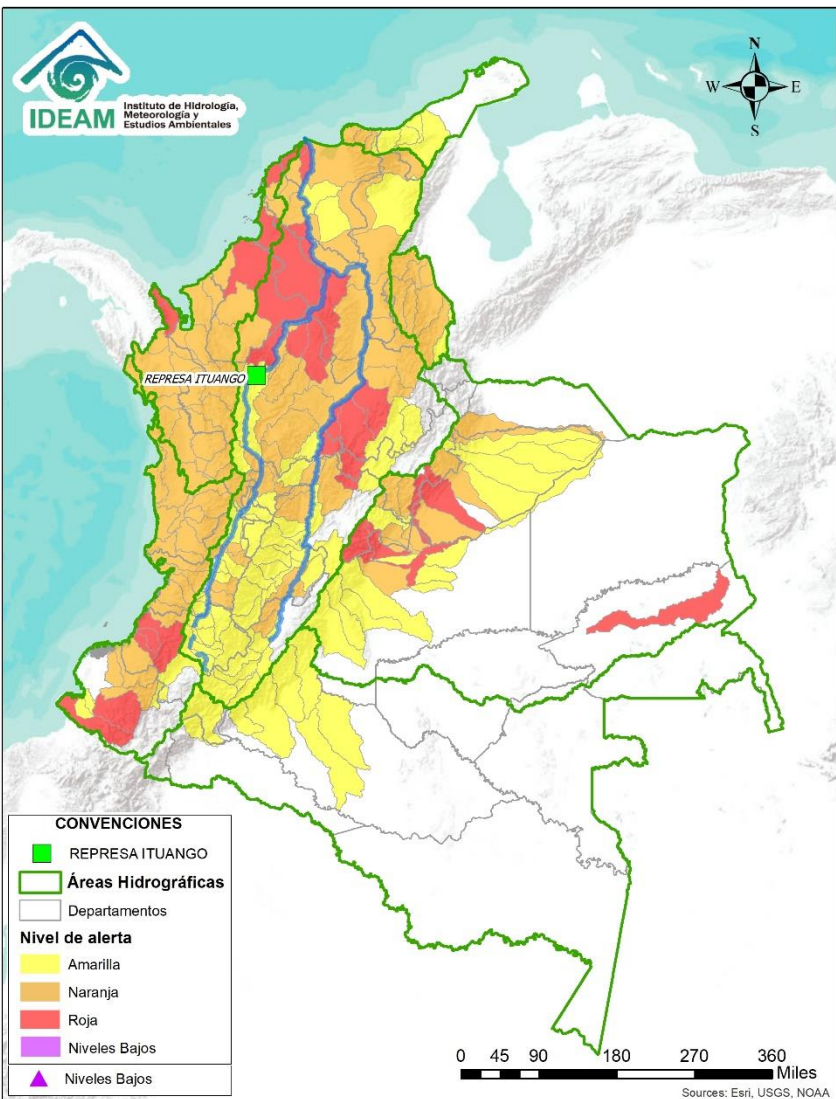 IDEAM
Instituto de Hidrología,
Meteorología y
Estudios Ambientales
N
W E
S
REPRESA ITUANGO
CONVENCIONES
REPRESA ITUANGO
Áreas Hidrográficas
Departamentos
Nivel de alerta
Amarilla
Naranja
Roja
Niveles Bajos
Niveles Bajos
0 45 90 180 270 360
Miles
Sources: Esri, USGS, NOAA